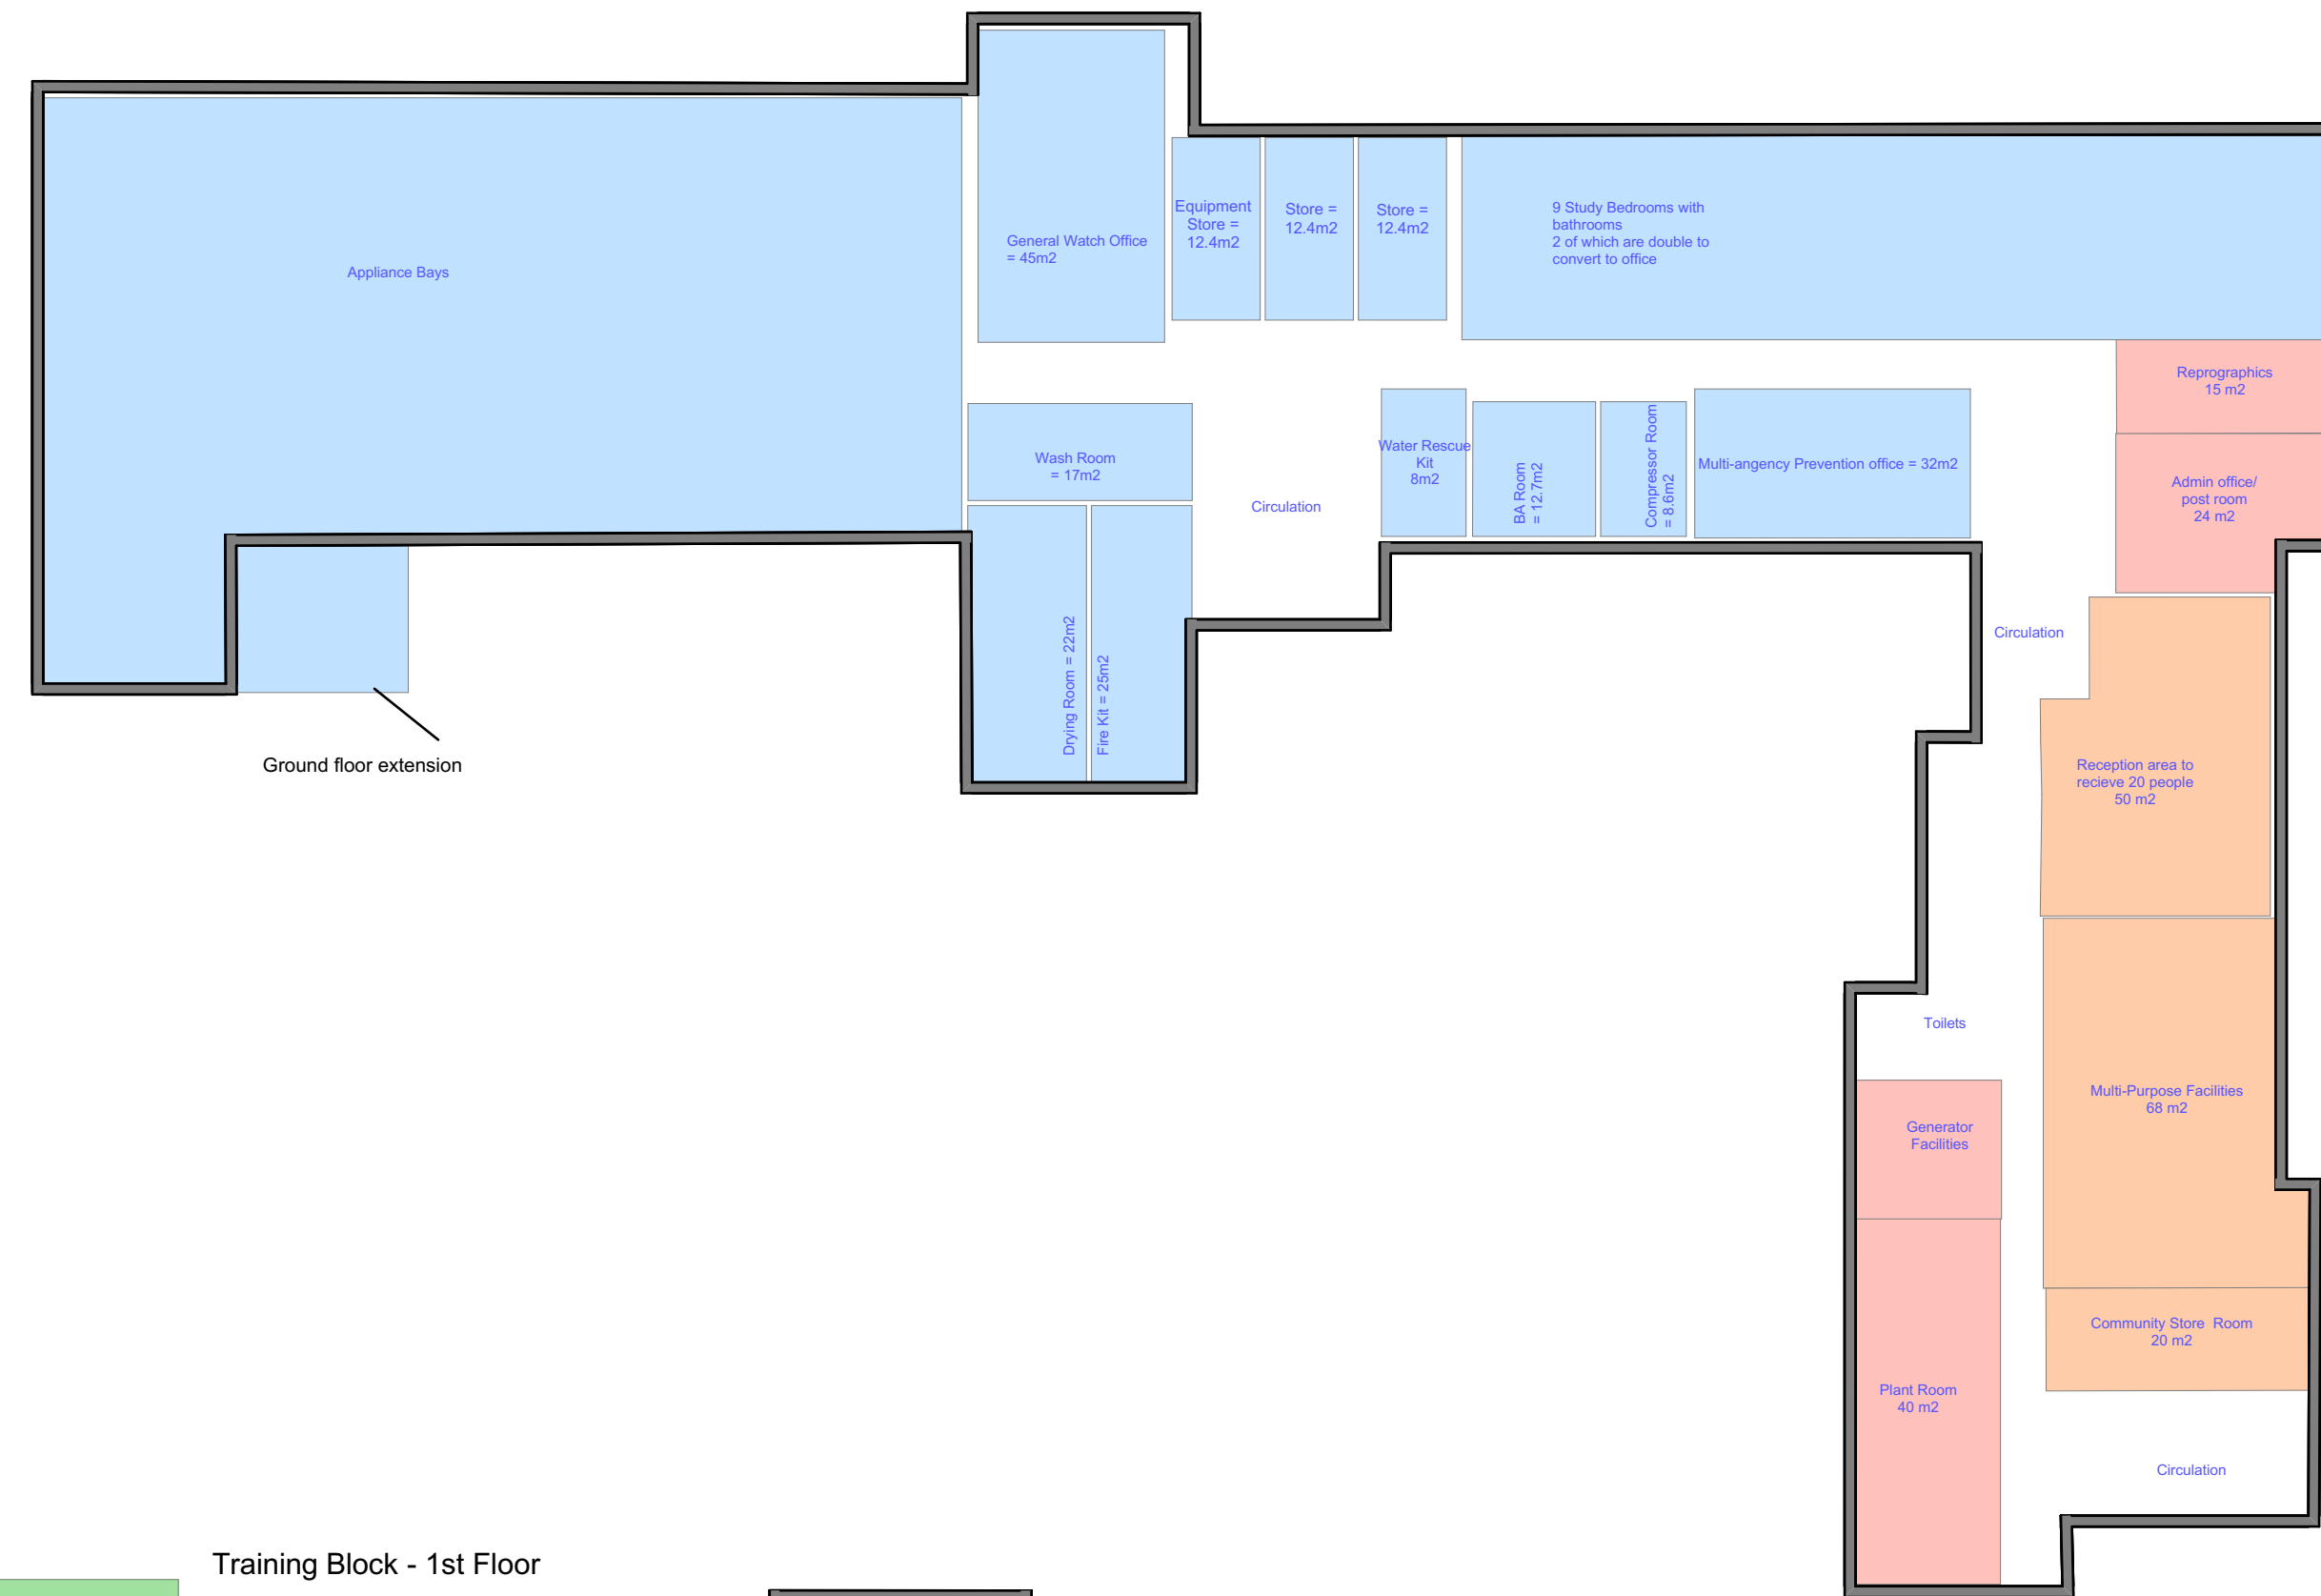 Appliance Bays
General Watch Office
= 45m2
Equipment
Store =
12.4m2
Store =
12.4m2
Store =
12.4m2
9 Study Bedrooms with
bathrooms
2 of which are double to
convert to office
Reprographics
15 m2
Wash Room
= 17m2
Circulation
Water Rescue
Kit
8m2
BA Room
= 12.7m2
Compressor Room
= 8.6m2
Multi-angency Prevention office = 32m2
Admin office/
post room
24 m2
Drying Room = 22m2
Fire Kit = 25m2
Circulation
Ground floor extension
Reception area to
recieve 20 people
50 m2
Toilets
Multi-Purpose Facilities
68 m2
Generator
Facilities
Community Store  Room
20 m2
Plant Room
40 m2
Circulation
Training Block - 1st Floor